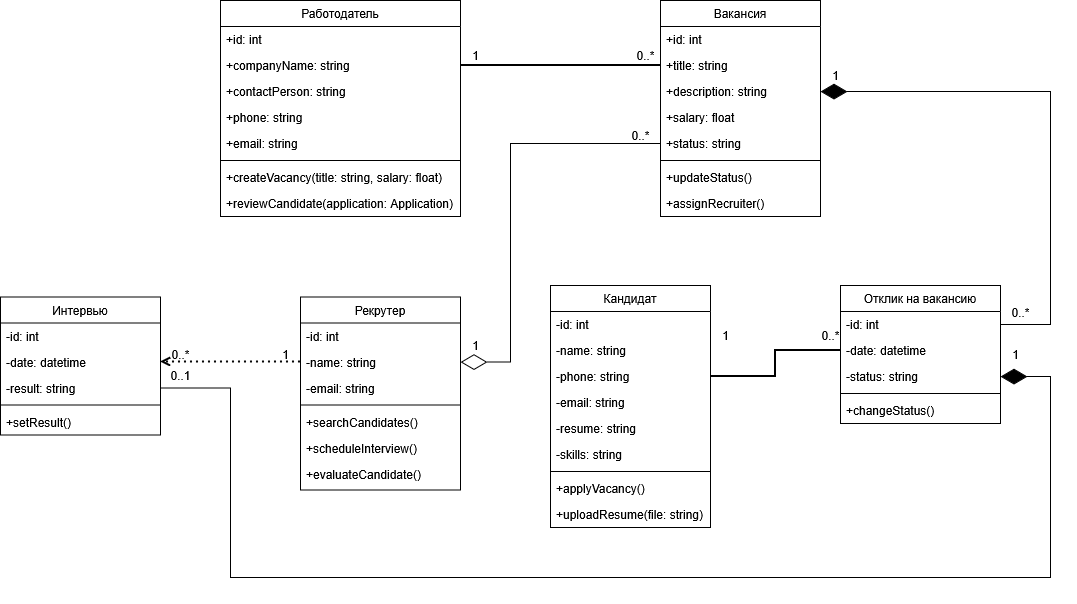 Работодатель
+id: int
+companyName: string
+contactPerson: string
+phone: string
+email: string
+createVacancy(title: string, salary: float)
+reviewCandidate(application: Application)
1
0..*
Вакансия
+id: int
+title: string
+description: string
+salary: float
+status: string
+updateStatus()
+assignRecruiter()
1
0..*
Интервью
-id: int
-date: datetime
-result: string
+setResult()
0..*
1
0..1
Рекрутер
-id: int
-name: string
-email: string
+searchCandidates()
+scheduleInterview()
+evaluateCandidate()
1
Кандидат
-id: int
-name: string
-phone: string
-email: string
-resume: string
-skills: string
+applyVacancy()
+uploadResume(file: string)
1
0..*
Отклик на вакансию
-id: int
-date: datetime
-status: string
+changeStatus()
0..*
1